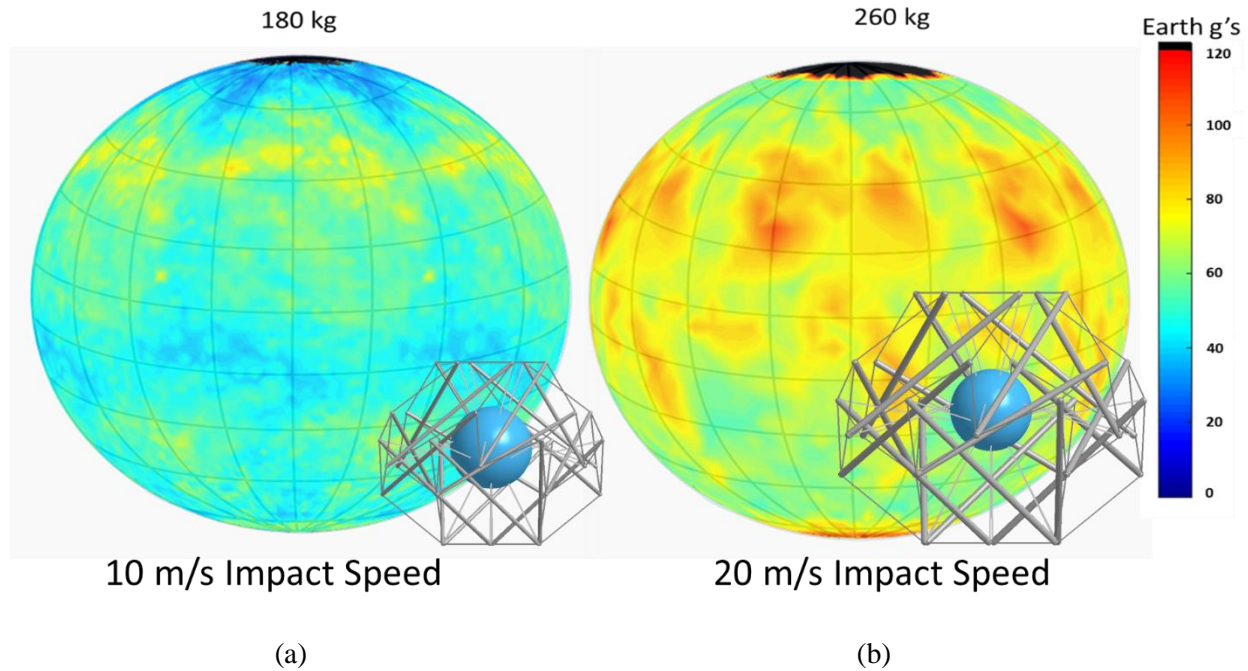 180 kg
260 kg
Earth g's
120
100
80
60
40
20
0
10 m/s Impact Speed
20 m/s Impact Speed
(a)
(b)